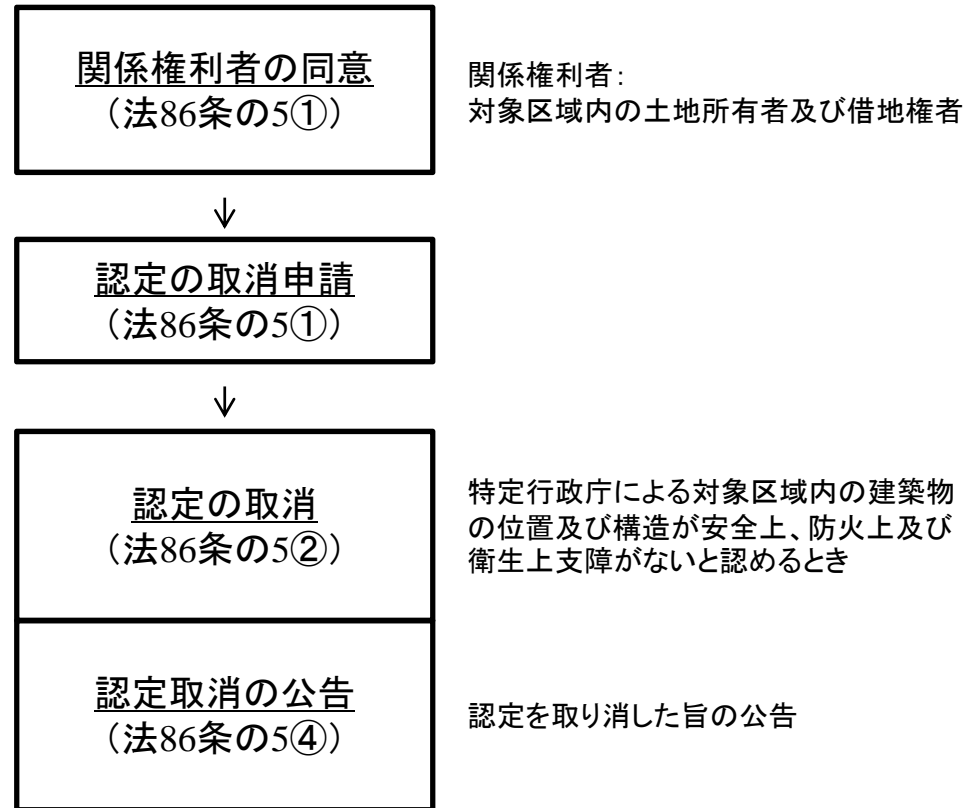 関係権利者の同意
（法86条の5①）
関係権利者：
対象区域内の土地所有者及び借地権者
↓
認定の取消申請
（法86条の5①）
↓
認定の取消
（法86条の5②）
特定行政庁による対象区域内の建築物
の位置及び構造が安全上、防火上及び
衛生上支障がないと認めるとき
認定取消の公告
（法86条の5④）
認定を取り消した旨の公告